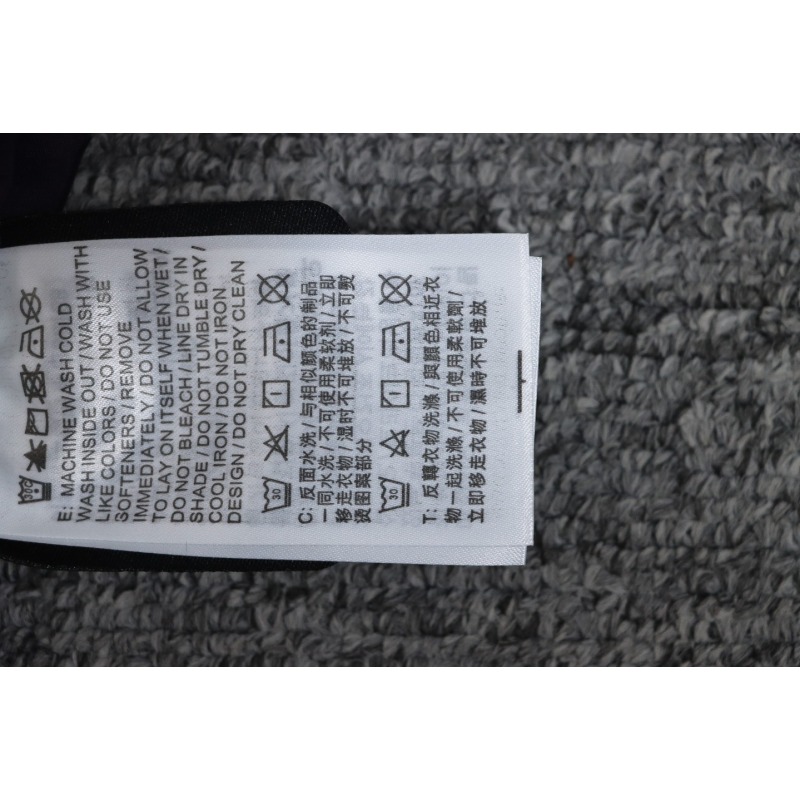 30C
E: MACHINE WASH COLD
WASH INSIDE OUT / WASH WITH
LIKE COLORS / DO NOT USE
SOFTENERS / REMOVE
IMMEDIATELY / DO NOT ALLOW
TO LAY ON ITSELF WHEN WET /
DO NOT BLEACH / LINE DRY IN
SHADE / DO NOT TUMBLE DRY /
COOL IRON / DO NOT IRON
DESIGN / DO NOT DRY CLEAN
30
C: 反面水洗 / 与相似颜色的制品
一同水洗 / 不可使用柔软剂 / 立即
移走衣物 / 湿时不可堆放 / 不可熨
烫图案部分
30
T: 反轉衣物洗滌 / 與顏色相近衣
物一起洗滌 / 不可使用柔軟劑 /
立即移走衣物 / 濕時不可堆放